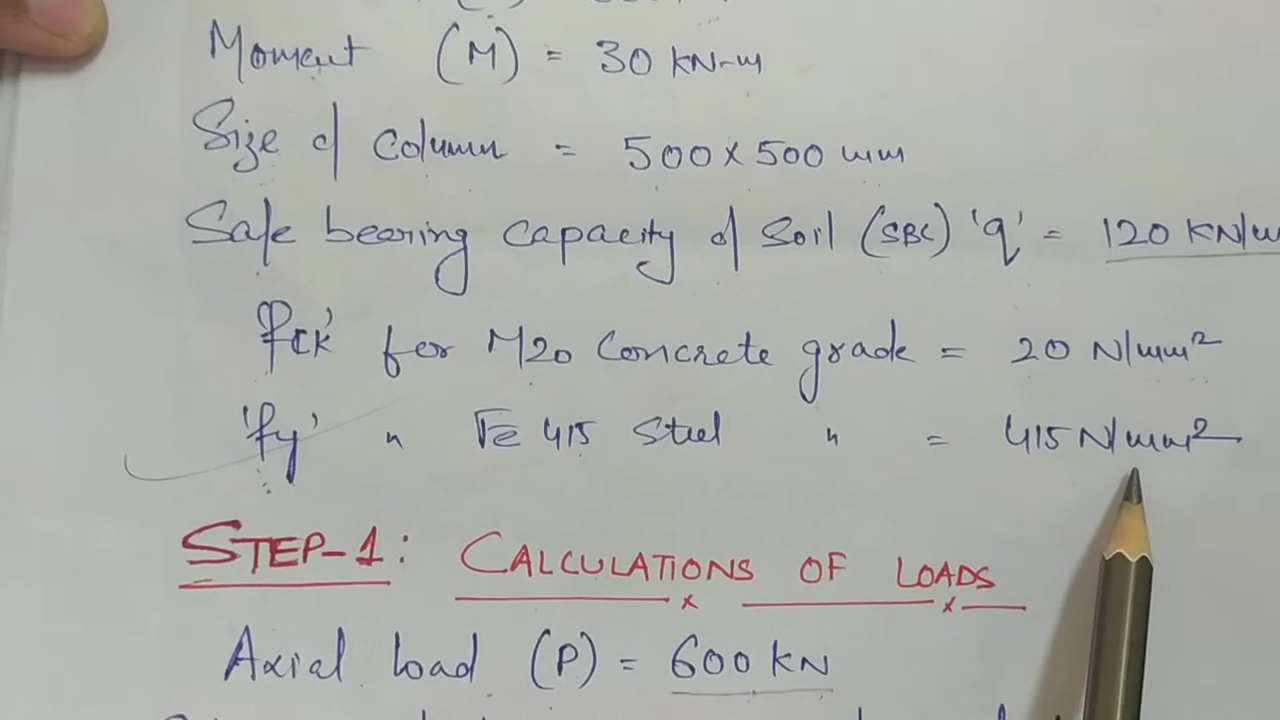 Moment (M) = 30 KN-m
Size of Column = 500 x 500 mm
Safe bearing capacity of Soil (SBC) 'q' = 120 KN/m
'fck' for M20 Concrete grade = 20 N/mm²
'fy' " Fe 415 Steel " = 415 N/mm²
STEP-1: CALCULATIONS OF LOADS
Axial load (P) = 600 KN